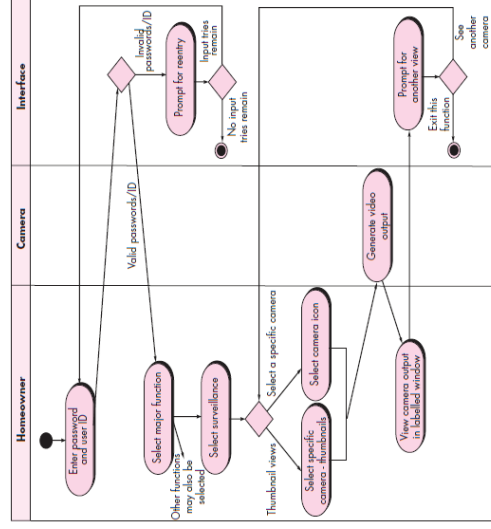 Homeowner
Camera
Interface
Enter password
and user ID
Valid passwords/ID
Invalid
passwords/ID
Prompt for reentry
Input tries
remain
No input
tries remain
Select major function
Other functions
may also be
selected
Select surveillance
Thumbnail views
Select a specific camera
Select specific
camera - thumbnails
Select camera icon
Generate video
output
View camera output
in labelled window
Prompt for
another view
Exit this
function
See
another
camera